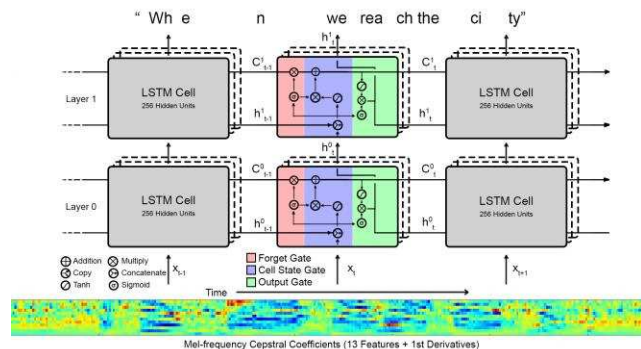 “ Wh e n we rea ch the ci ty”
h¹t
C¹t-1 C¹t
LSTM Cell
256 Hidden Units
LSTM Cell
256 Hidden Units
Layer 1
h¹t-1 h¹t
h⁰t
C⁰t-1 C⁰t
LSTM Cell
256 Hidden Units
LSTM Cell
256 Hidden Units
Layer 0
h⁰t-1 h⁰t
Addition Multiply
Copy Concatenate
Tanh Sigmoid
σ
xt-1
Forget Gate
Cell State Gate
Output Gate
xt
xt+1
Time
Mel-frequency Cepstral Coefficients (13 Features + 1st Derivatives)